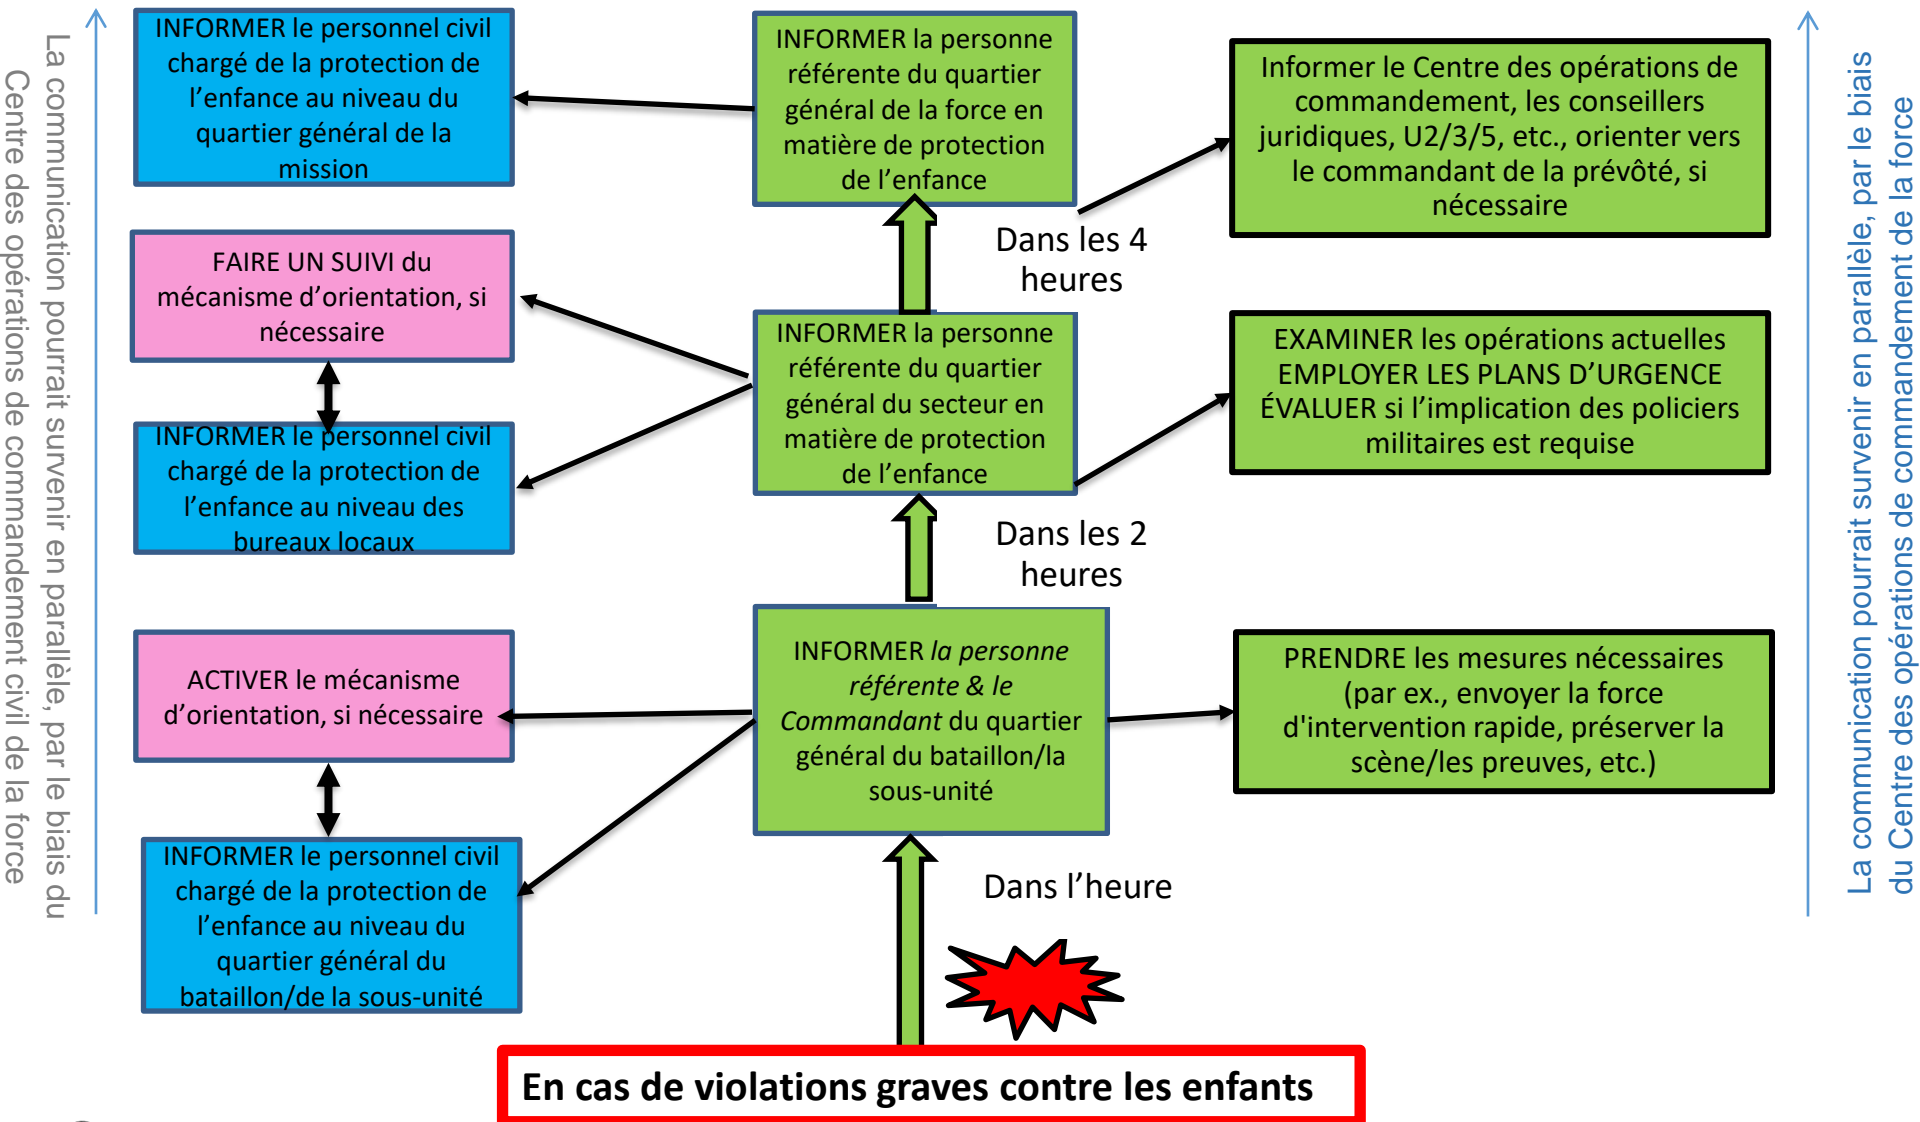 La communication pourrait survenir en parallèle, par le biais du
Centre des opérations de commandement civil de la force
INFORMER le personnel civil
chargé de la protection de
l’enfance au niveau du
quartier général de la
mission
INFORMER la personne
référente du quartier
général de la force en
matière de protection
de l’enfance
Informer le Centre des opérations de
commandement, les conseillers
juridiques, U2/3/5, etc., orienter vers
le commandant de la prévôté, si
nécessaire
Dans les 4
heures
FAIRE UN SUIVI du
mécanisme d’orientation, si
nécessaire
INFORMER le personnel civil
chargé de la protection de
l’enfance au niveau des
bureaux locaux
INFORMER la personne
référente du quartier
général du secteur en
matière de protection
de l’enfance
EXAMINER les opérations actuelles
EMPLOYER LES PLANS D’URGENCE
ÉVALUER si l’implication des policiers
militaires est requise
Dans les 2
heures
ACTIVER le mécanisme
d’orientation, si nécessaire
INFORMER la personne
référente & le
Commandant du quartier
général du bataillon/la
sous-unité
PRENDRE les mesures nécessaires
(par ex., envoyer la force
d'intervention rapide, préserver la
scène/les preuves, etc.)
INFORMER le personnel civil
chargé de la protection de
l’enfance au niveau du
quartier général du
bataillon/de la sous-unité
Dans l’heure
En cas de violations graves contre les enfants
La communication pourrait survenir en parallèle, par le biais
du Centre des opérations de commandement de la force